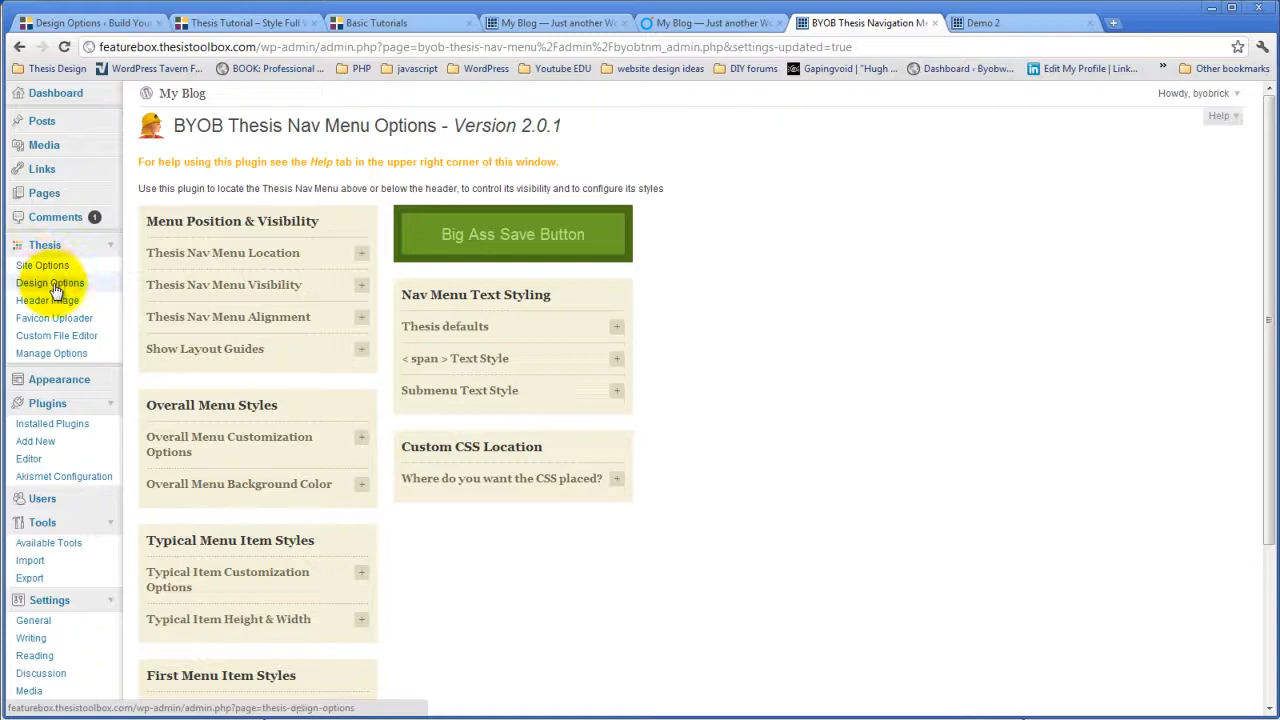 Design Options ‹ Build Your
Thesis Tutorial – Style Full W
Basic Tutorials
My Blog — Just another Wo
My Blog — Just another Wo
BYOB Thesis Navigation Me
Demo 2
featurebox.thesistoolbox.com/wp-admin/admin.php?page=byob-thesis-nav-menu%2Fadmin%2Fbyobtnm_admin.php&settings-updated=true
Thesis Design
WordPress Tavern F...
BOOK: Professional ...
PHP
javascript
WordPress
Youtube EDU
website design ideas
DIY forums
Gapingvoid | "Hugh ...
Dashboard ‹ Byobw...
Edit My Profile | Link...
»
Other bookmarks
Dashboard
Posts
Media
Links
Pages
Comments 1
Thesis
Site Options
Design Options
Header Image
Favicon Uploader
Custom File Editor
Manage Options
Appearance
Plugins
Installed Plugins
Add New
Editor
Akismet Configuration
Users
Tools
Available Tools
Import
Export
Settings
General
Writing
Reading
Discussion
Media
My Blog
Howdy, byobrick
Help
BYOB Thesis Nav Menu Options - Version 2.0.1
For help using this plugin see the Help tab in the upper right corner of this window.
Use this plugin to locate the Thesis Nav Menu above or below the header, to control its visibility and to configure its styles
Menu Position & Visibility
Thesis Nav Menu Location +
Thesis Nav Menu Visibility +
Thesis Nav Menu Alignment +
Show Layout Guides +
Overall Menu Styles
Overall Menu Customization +
Options
Overall Menu Background Color +
Typical Menu Item Styles
Typical Item Customization +
Options
Typical Item Height & Width +
First Menu Item Styles
Big Ass Save Button
Nav Menu Text Styling
Thesis defaults +
< span > Text Style +
Submenu Text Style +
Custom CSS Location
Where do you want the CSS placed? +
featurebox.thesistoolbox.com/wp-admin/admin.php?page=thesis-design-options